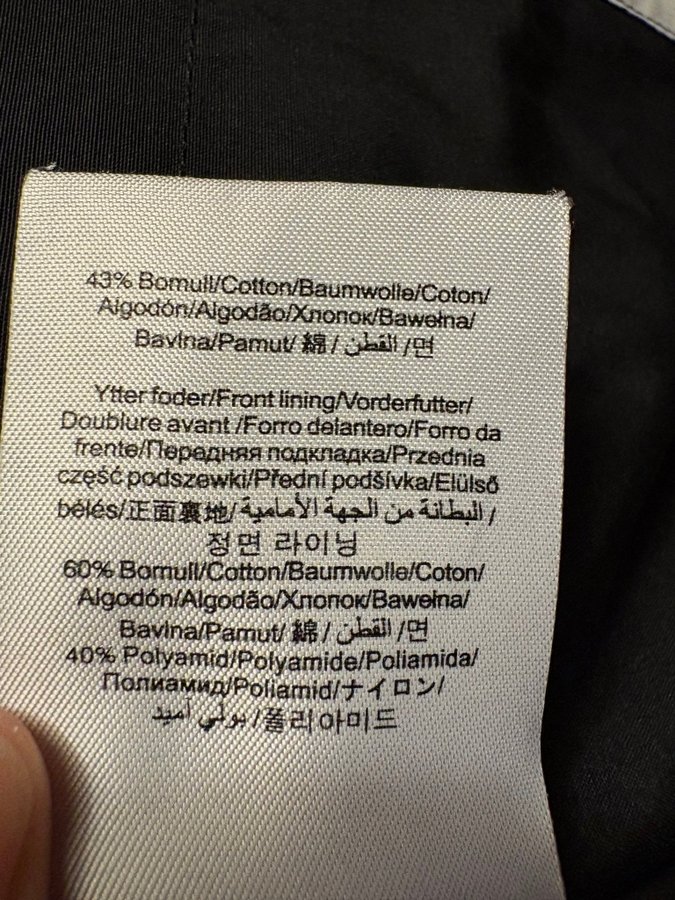 43% Bomull/Cotton/Baumwolle/Coton/
Algodón/Algodão/Хлопок/Bawełna/
Bavlna/Pamut/ 綿 / القطن /면
Ytter foder/Front lining/Vorderfutter/
Doublure avant /Forro delantero/Forro da
frente/Передняя подкладка/Przednia
część podszewki/Přední podšívka/Elülső
bélés/正面裏地/البطانة من الجهة الأمامية /
정면 라이닝
60% Bomull/Cotton/Baumwolle/Coton/
Algodón/Algodão/Хлопок/Bawełna/
Bavlna/Pamut/ 綿 / القطن /면
40% Polyamid/Polyamide/Poliamida/
Полиамид/Poliamid/ナイロン/
بولي أميد /폴리아미드